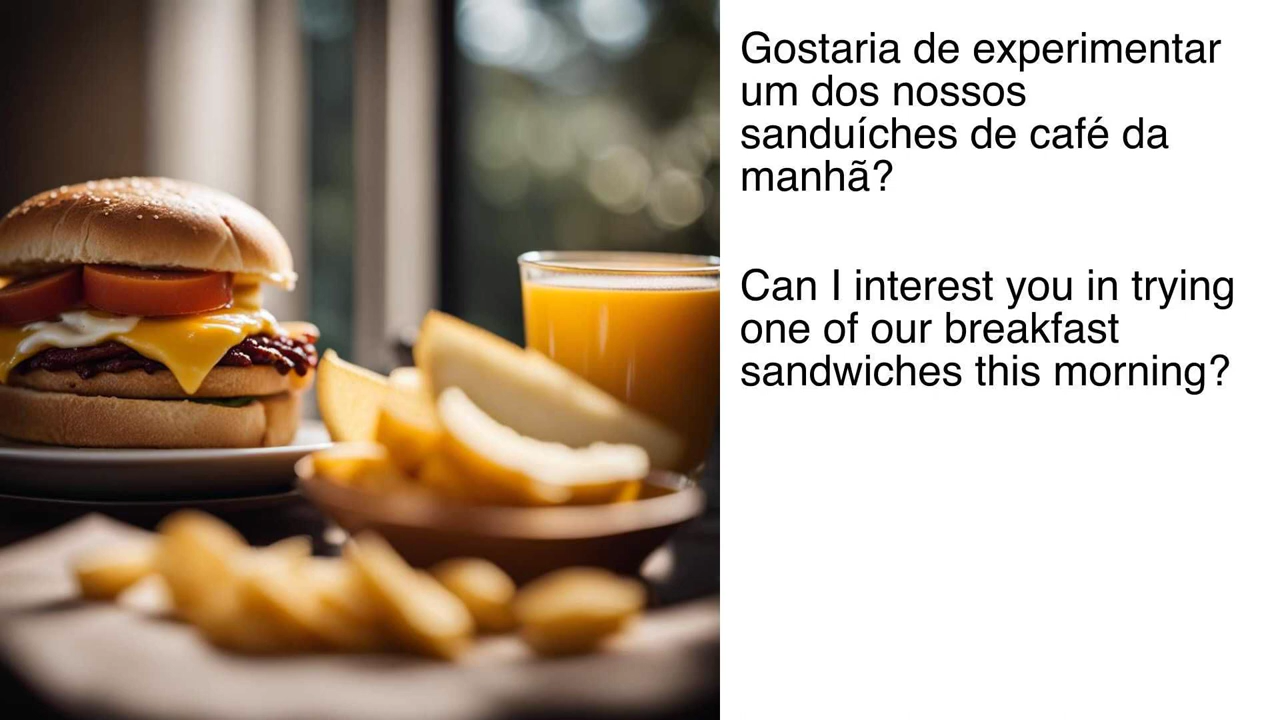 Gostaria de experimentar
um dos nossos
sanduíches de café da
manhã?
Can I interest you in trying
one of our breakfast
sandwiches this morning?